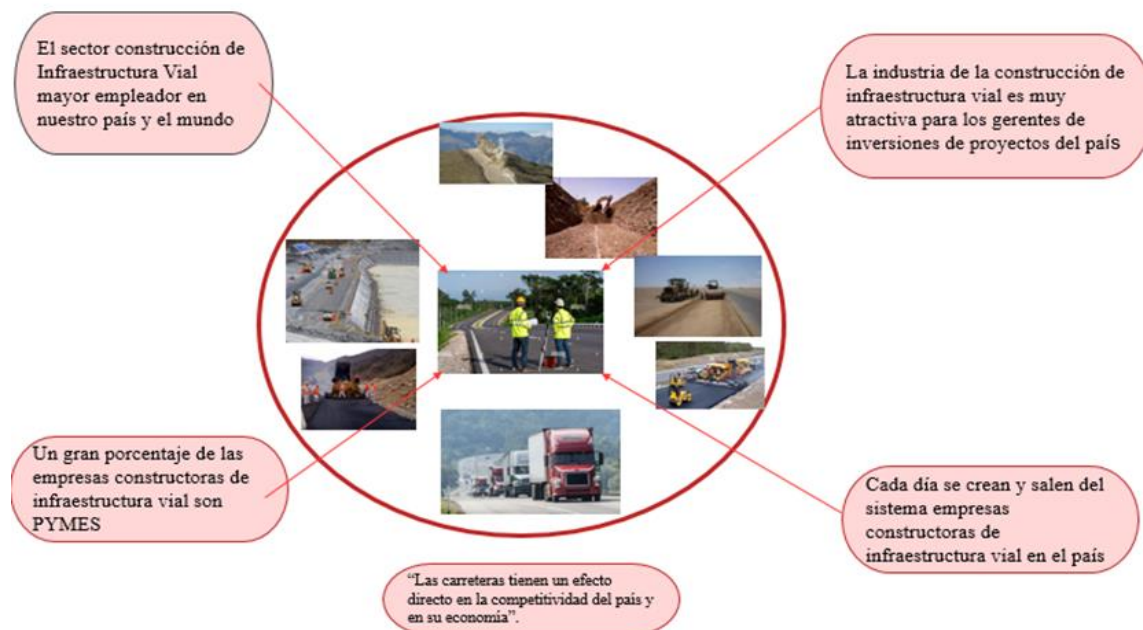 El sector construcción de
Infraestructura Vial
mayor empleador en
nuestro país y el mundo
La industria de la construcción de
infraestructura vial es muy
atractiva para los gerentes de
inversiones de proyectos del país
Un gran porcentaje de las
empresas constructoras de
infraestructura vial son
PYMES
Cada día se crean y salen del
sistema empresas
constructoras de
infraestructura vial en el país
“Las carreteras tienen un efecto
directo en la competitividad del país y
en su economía”.